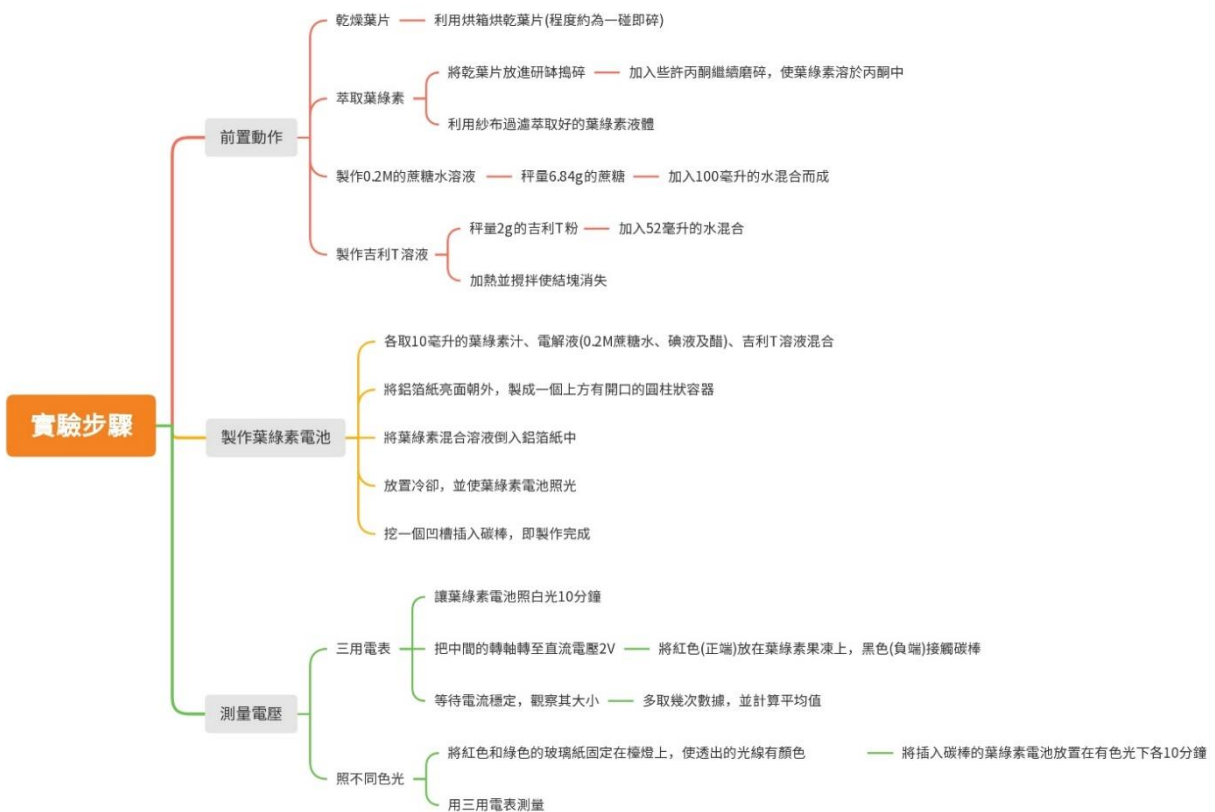 實驗步驟
前置動作
乾燥葉片
利用烘箱烘乾葉片(程度約為一碰即碎)
萃取葉綠素
將乾葉片放進研缽搗碎
加入些許丙酮繼續磨碎，使葉綠素溶於丙酮中
利用紗布過濾萃取好的葉綠素液體
製作0.2M的蔗糖水溶液
秤量6.84g的蔗糖
加入100毫升的水混合而成
製作吉利T溶液
秤量2g的吉利T粉
加入52毫升的水混合
加熱並攪拌使結塊消失
製作葉綠素電池
各取10毫升的葉綠素汁、電解液(0.2M蔗糖水、碘液及醋)、吉利T溶液混合
將鋁箔紙亮面朝外，製成一個上方有開口的圓柱狀容器
將葉綠素混合溶液倒入鋁箔紙中
放置冷卻，並使葉綠素電池照光
挖一個凹槽插入碳棒，即製作完成
測量電壓
三用電表
讓葉綠素電池照白光10分鐘
把中間的轉軸轉至直流電壓2V
將紅色(正端)放在葉綠素果凍上，黑色(負端)接觸碳棒
等待電流穩定，觀察其大小
多取幾次數據，並計算平均值
照不同色光
將紅色和綠色的玻璃紙固定在檯燈上，使透出的光線有顏色
將插入碳棒的葉綠素電池放置在有色光下各10分鐘
用三用電表測量